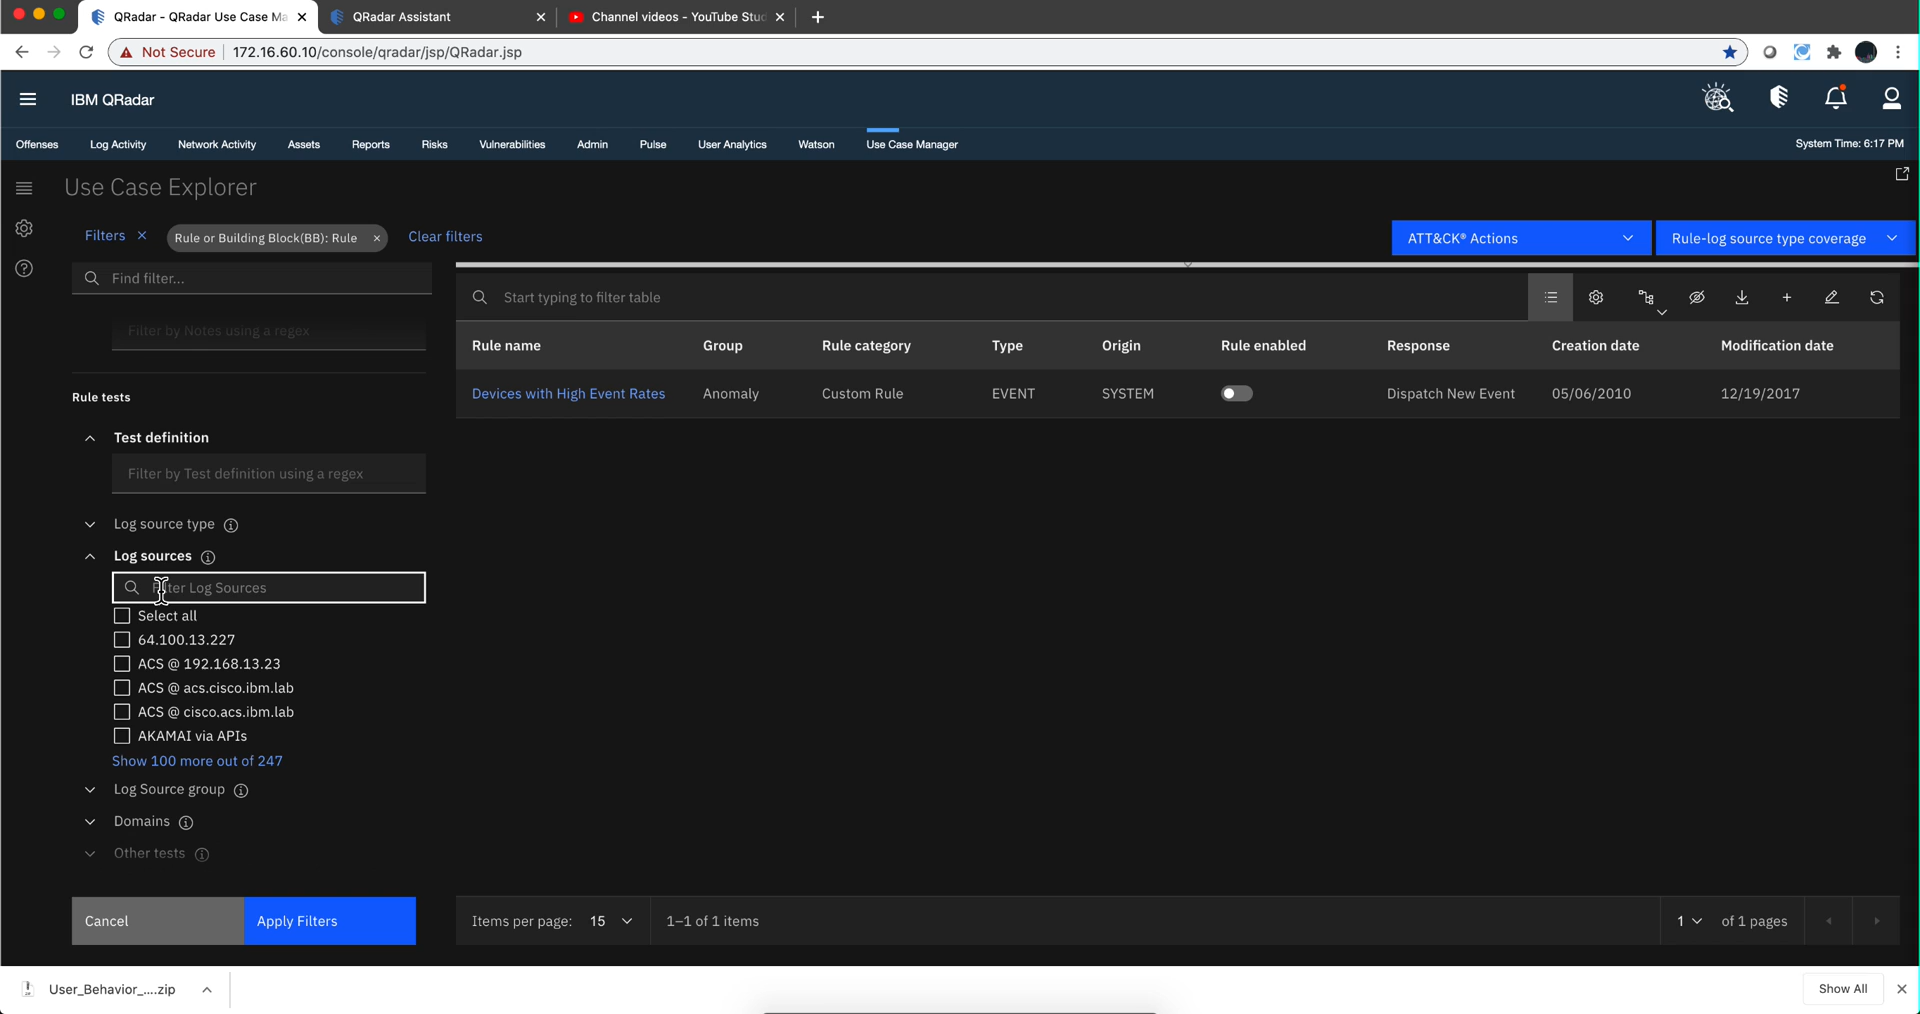 QRadar - QRadar Use Case Ma
QRadar Assistant
Channel videos - YouTube Stud
Not Secure
172.16.60.10/console/qradar/jsp/QRadar.jsp
IBM QRadar
Offenses
Log Activity
Network Activity
Assets
Reports
Risks
Vulnerabilities
Admin
Pulse
User Analytics
Watson
Use Case Manager
System Time: 6:17 PM
Use Case Explorer
Filters
Rule or Building Block(BB): Rule
Clear filters
ATT&CK® Actions
Rule-log source type coverage
Find filter...
Start typing to filter table
Filter by Notes using a regex
Rule name
Group
Rule category
Type
Origin
Rule enabled
Response
Creation date
Modification date
Devices with High Event Rates
Anomaly
Custom Rule
EVENT
SYSTEM
Dispatch New Event
05/06/2010
12/19/2017
Rule tests
Test definition
Filter by Test definition using a regex
Log source type
Log sources
Filter Log Sources
Select all
64.100.13.227
ACS @ 192.168.13.23
ACS @ acs.cisco.ibm.lab
ACS @ cisco.acs.ibm.lab
AKAMAI via APIs
Show 100 more out of 247
Log Source group
Domains
Other tests
Cancel
Apply Filters
Items per page: 15
1–1 of 1 items
1
of 1 pages
User_Behavior_....zip
Show All